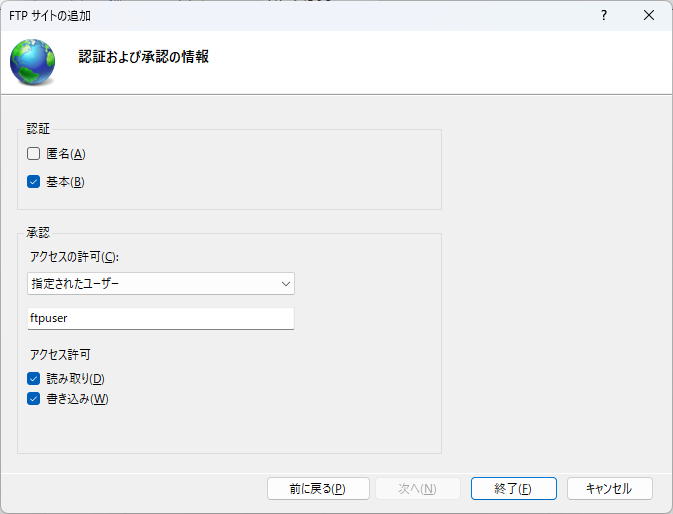 FTP サイトの追加
認証および承認の情報
認証
匿名(A)
基本(B)
承認
アクセスの許可(C):
指定されたユーザー
ftpuser
アクセス許可
読み取り(D)
書き込み(W)
前に戻る(P) 次へ(N) 終了(F) キャンセル